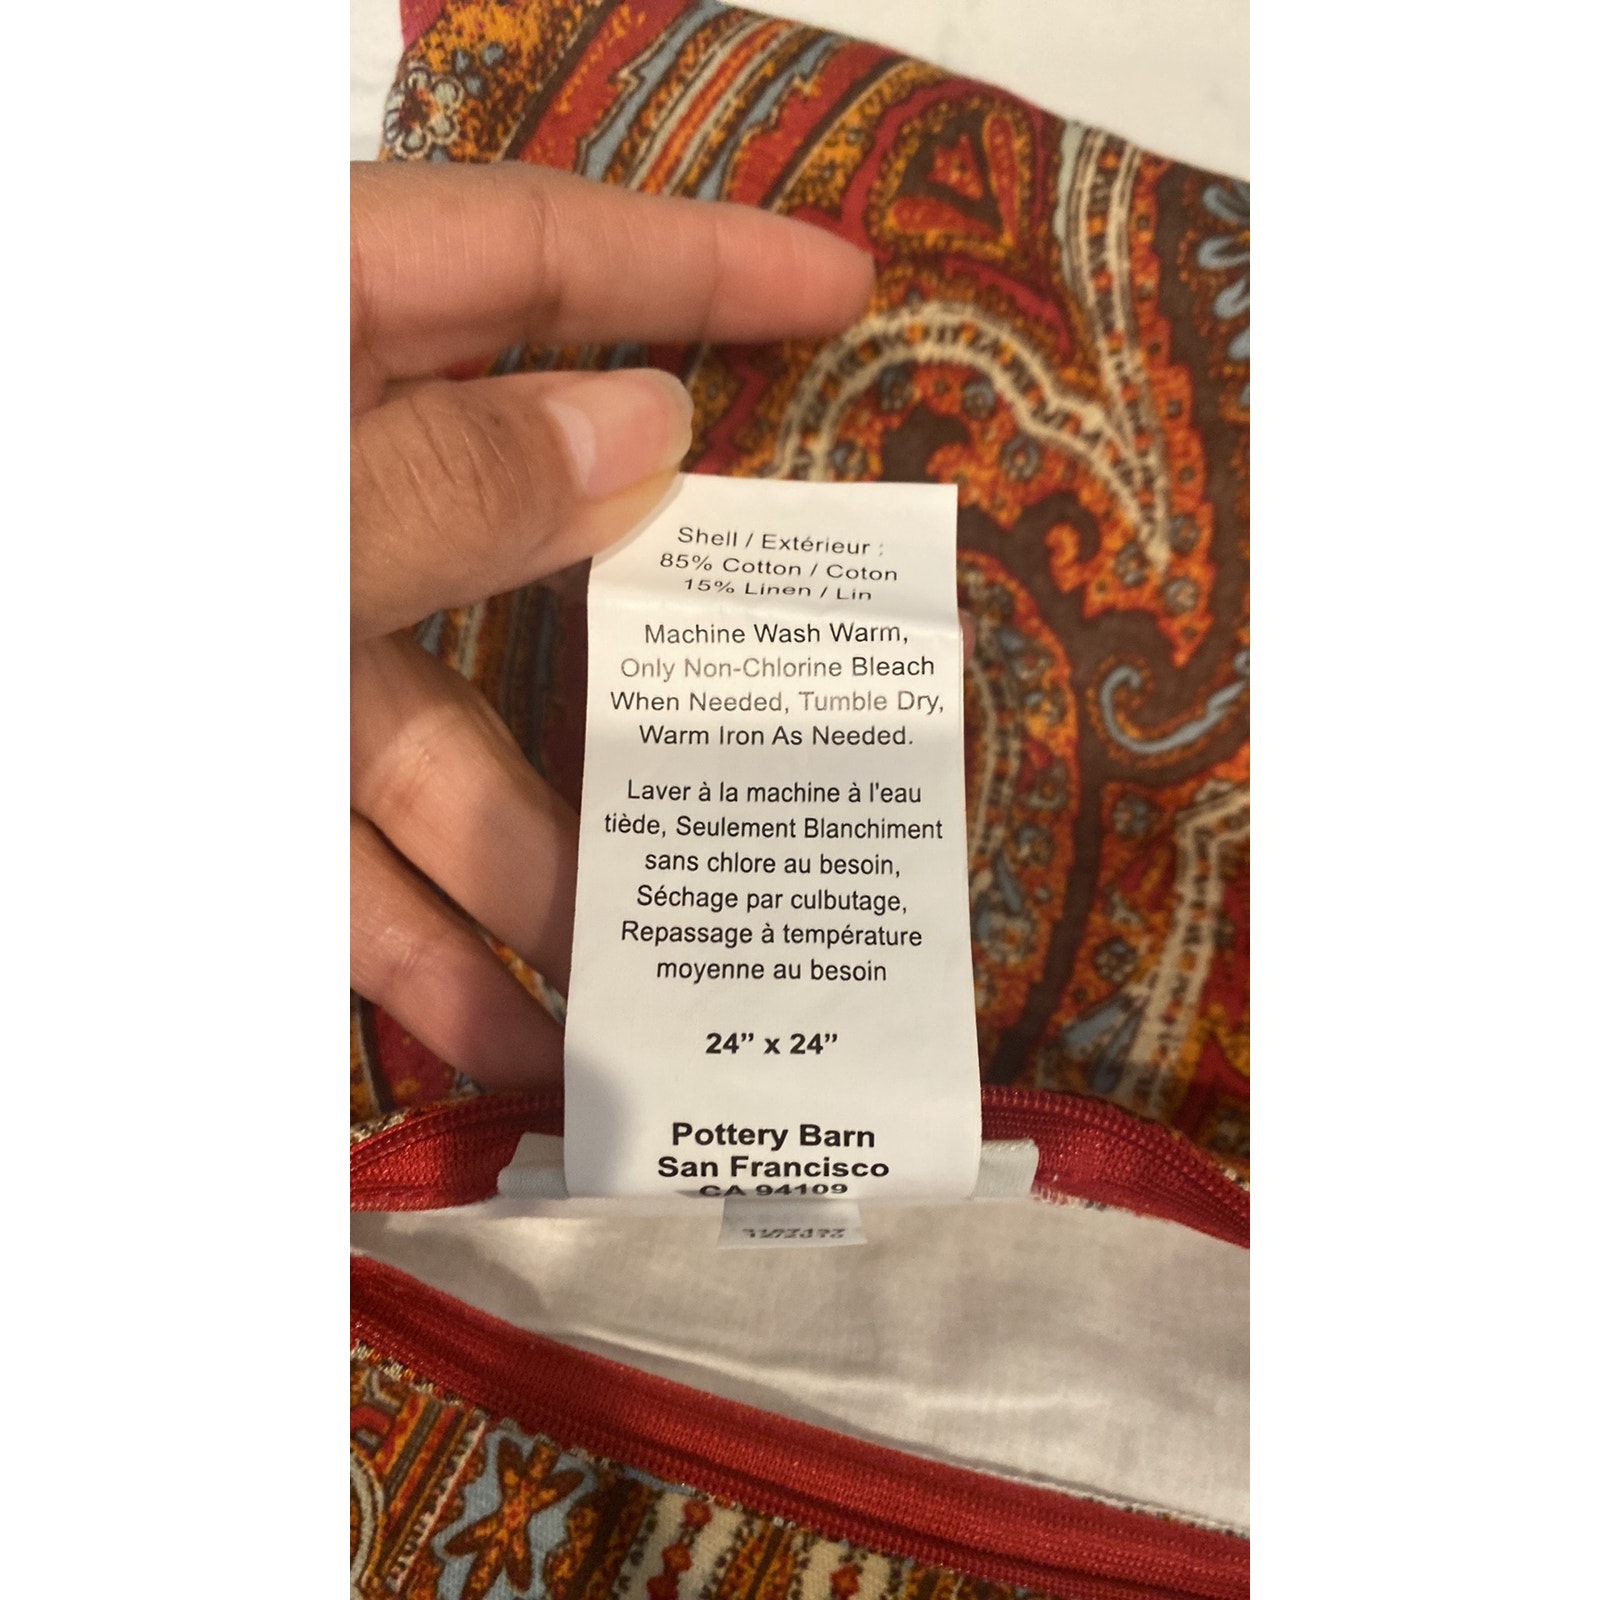 Shell / Extérieur :
85% Cotton / Coton
15% Linen / Lin
Machine Wash Warm,
Only Non-Chlorine Bleach
When Needed, Tumble Dry,
Warm Iron As Needed.
Laver à la machine à l'eau
tiède, Seulement Blanchiment
sans chlore au besoin,
Séchage par culbutage,
Repassage à température
moyenne au besoin
24” x 24”
Pottery Barn
San Francisco
CA 94109